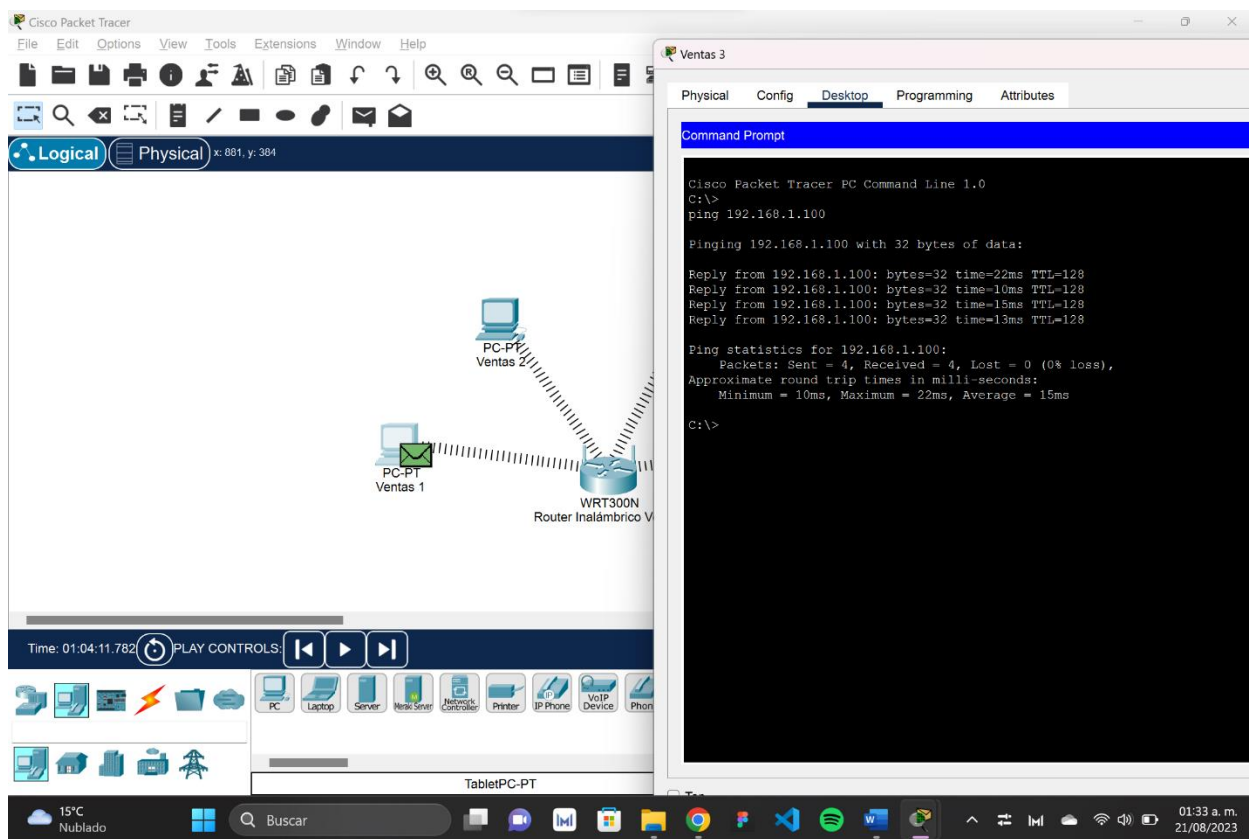 Cisco Packet Tracer
File Edit Options View Tools Extensions Window Help
Logical
Physical
x: 881, y: 384
PC-PT
Ventas 2
PC-PT
Ventas 1
WRT300N
Router Inalámbrico
Time: 01:04:11.782
PLAY CONTROLS:
PC
Laptop
Server
Meraki Server
Network Controller
Printer
IP Phone
VoIP Device
Phon
TabletPC-PT
Ventas 3
Physical Config Desktop Programming Attributes
Command Prompt
Cisco Packet Tracer PC Command Line 1.0
C:\>
ping 192.168.1.100
Pinging 192.168.1.100 with 32 bytes of data:
Reply from 192.168.1.100: bytes=32 time=22ms TTL=128
Reply from 192.168.1.100: bytes=32 time=10ms TTL=128
Reply from 192.168.1.100: bytes=32 time=15ms TTL=128
Reply from 192.168.1.100: bytes=32 time=13ms TTL=128
Ping statistics for 192.168.1.100:
Packets: Sent = 4, Received = 4, Lost = 0 (0% loss),
Approximate round trip times in milli-seconds:
Minimum = 10ms, Maximum = 22ms, Average = 15ms
C:\>
15°C
Nublado
Buscar
01:33 a. m.
21/08/2023